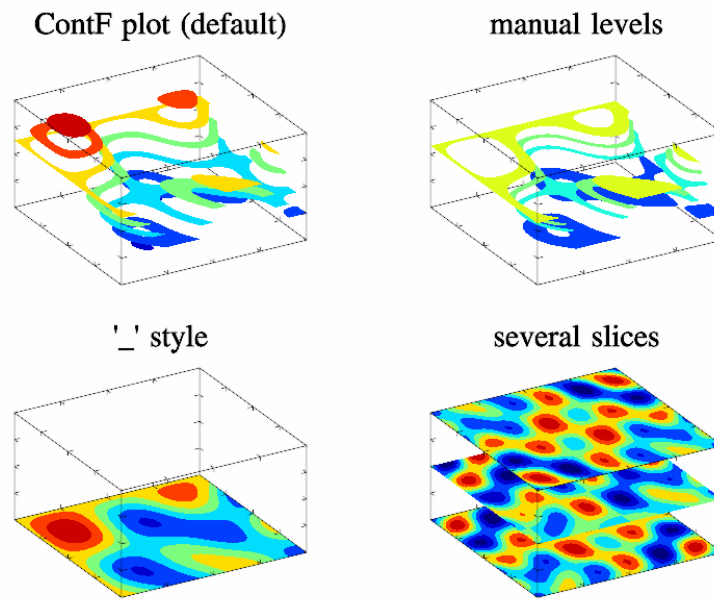 ContF plot (default)
manual levels
'_' style
several slices